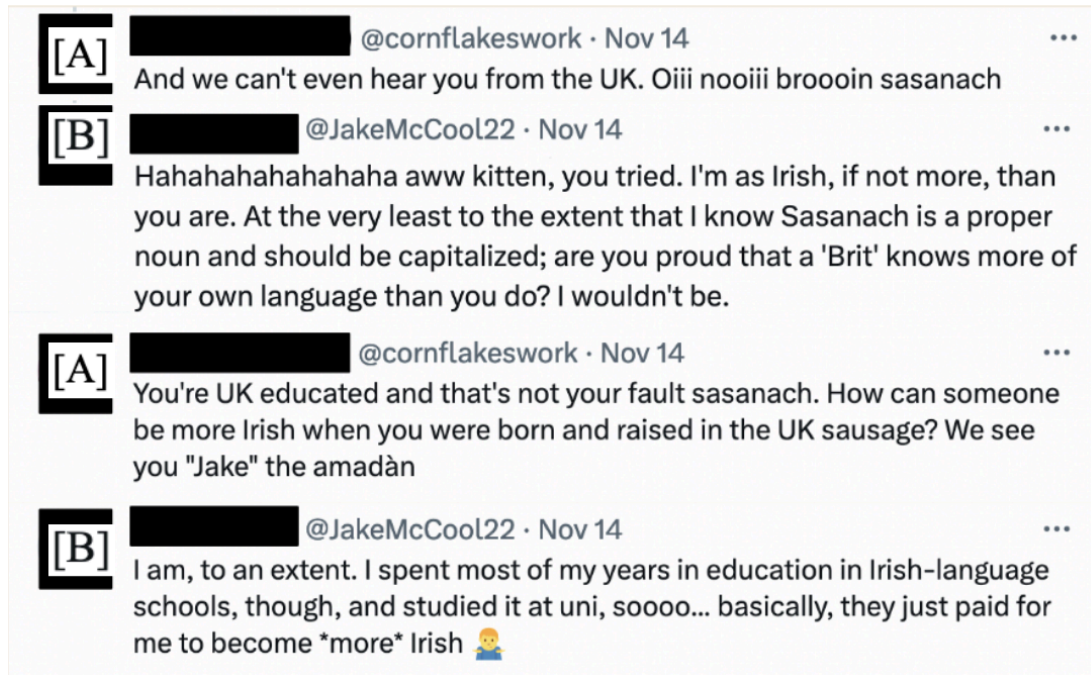 [A] @cornflakeswork · Nov 14
And we can't even hear you from the UK. Oiii nooiii broooin sasanach
[B] @JakeMcCool22 · Nov 14
Hahahahahahahaha aww kitten, you tried. I'm as Irish, if not more, than
you are. At the very least to the extent that I know Sasanach is a proper
noun and should be capitalized; are you proud that a 'Brit' knows more of
your own language than you do? I wouldn't be.
[A] @cornflakeswork · Nov 14
You're UK educated and that's not your fault sasanach. How can someone
be more Irish when you were born and raised in the UK sausage? We see
you "Jake" the amadàn
[B] @JakeMcCool22 · Nov 14
I am, to an extent. I spent most of my years in education in Irish-language
schools, though, and studied it at uni, soooo... basically, they just paid for
me to become *more* Irish 🤷‍♂️